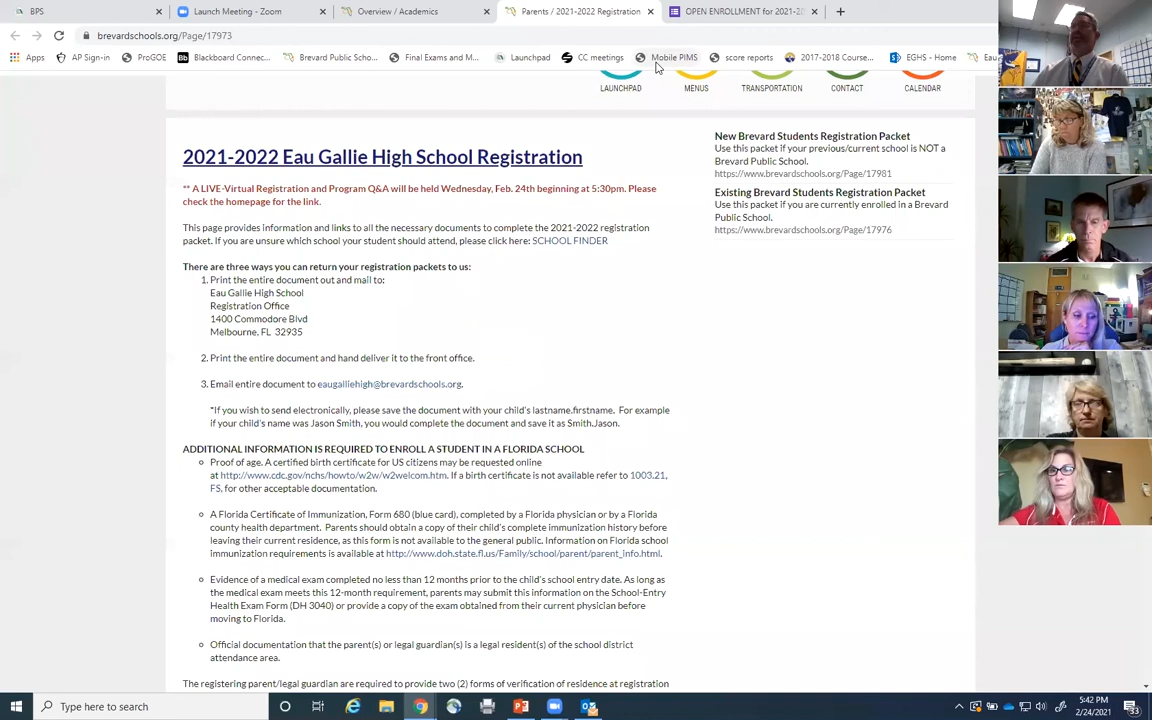 BPS
Launch Meeting - Zoom
Overview / Academics
Parents / 2021-2022 Registration
OPEN ENROLLMENT for 2021-2
brevardschools.org/Page/17973
Apps
AP Sign-in
ProGOE
Blackboard Connec...
Brevard Public Scho...
Final Exams and M...
Launchpad
CC meetings
Mobile PIMS
score reports
2017-2018 Course...
EGHS - Home
Eau
LAUNCHPAD
MENUS
TRANSPORTATION
CONTACT
CALENDAR
2021-2022 Eau Gallie High School Registration
** A LIVE-Virtual Registration and Program Q&A will be held Wednesday, Feb. 24th beginning at 5:30pm. Please
check the homepage for the link.
This page provides information and links to all the necessary documents to complete the 2021-2022 registration
packet. If you are unsure which school your student should attend, please click here: SCHOOL FINDER
There are three ways you can return your registration packets to us:
1. Print the entire document out and mail to:
Eau Gallie High School
Registration Office
1400 Commodore Blvd
Melbourne, FL 32935
2. Print the entire document and hand deliver it to the front office.
3. Email entire document to eaugalliehigh@brevardschools.org.
*If you wish to send electronically, please save the document with your child's lastname.firstname. For example
if your child's name was Jason Smith, you would complete the document and save it as Smith.Jason.
ADDITIONAL INFORMATION IS REQUIRED TO ENROLL A STUDENT IN A FLORIDA SCHOOL
Proof of age. A certified birth certificate for US citizens may be requested online
at http://www.cdc.gov/nchs/howto/w2w/w2welcom.htm. If a birth certificate is not available refer to 1003.21,
FS, for other acceptable documentation.
A Florida Certificate of Immunization, Form 680 (blue card), completed by a Florida physician or by a Florida
county health department. Parents should obtain a copy of their child's complete immunization history before
leaving their current residence, as this form is not available to the general public. Information on Florida school
immunization requirements is available at http://www.doh.state.fl.us/Family/school/parent/parent_info.html.
Evidence of a medical exam completed no less than 12 months prior to the child's school entry date. As long as
the medical exam meets this 12-month requirement, parents may submit this information on the School-Entry
Health Exam Form (DH 3040) or provide a copy of the exam obtained from their current physician before
moving to Florida.
Official documentation that the parent(s) or legal guardian(s) is a legal resident(s) of the school district
attendance area.
The registering parent/legal guardian are required to provide two (2) forms of verification of residence at registration
New Brevard Students Registration Packet
Use this packet if your previous/current school is NOT a
Brevard Public School.
https://www.brevardschools.org/Page/17981
Existing Brevard Students Registration Packet
Use this packet if you are currently enrolled in a Brevard
Public School.
https://www.brevardschools.org/Page/17976
Type here to search
5:42 PM
2/24/2021
33